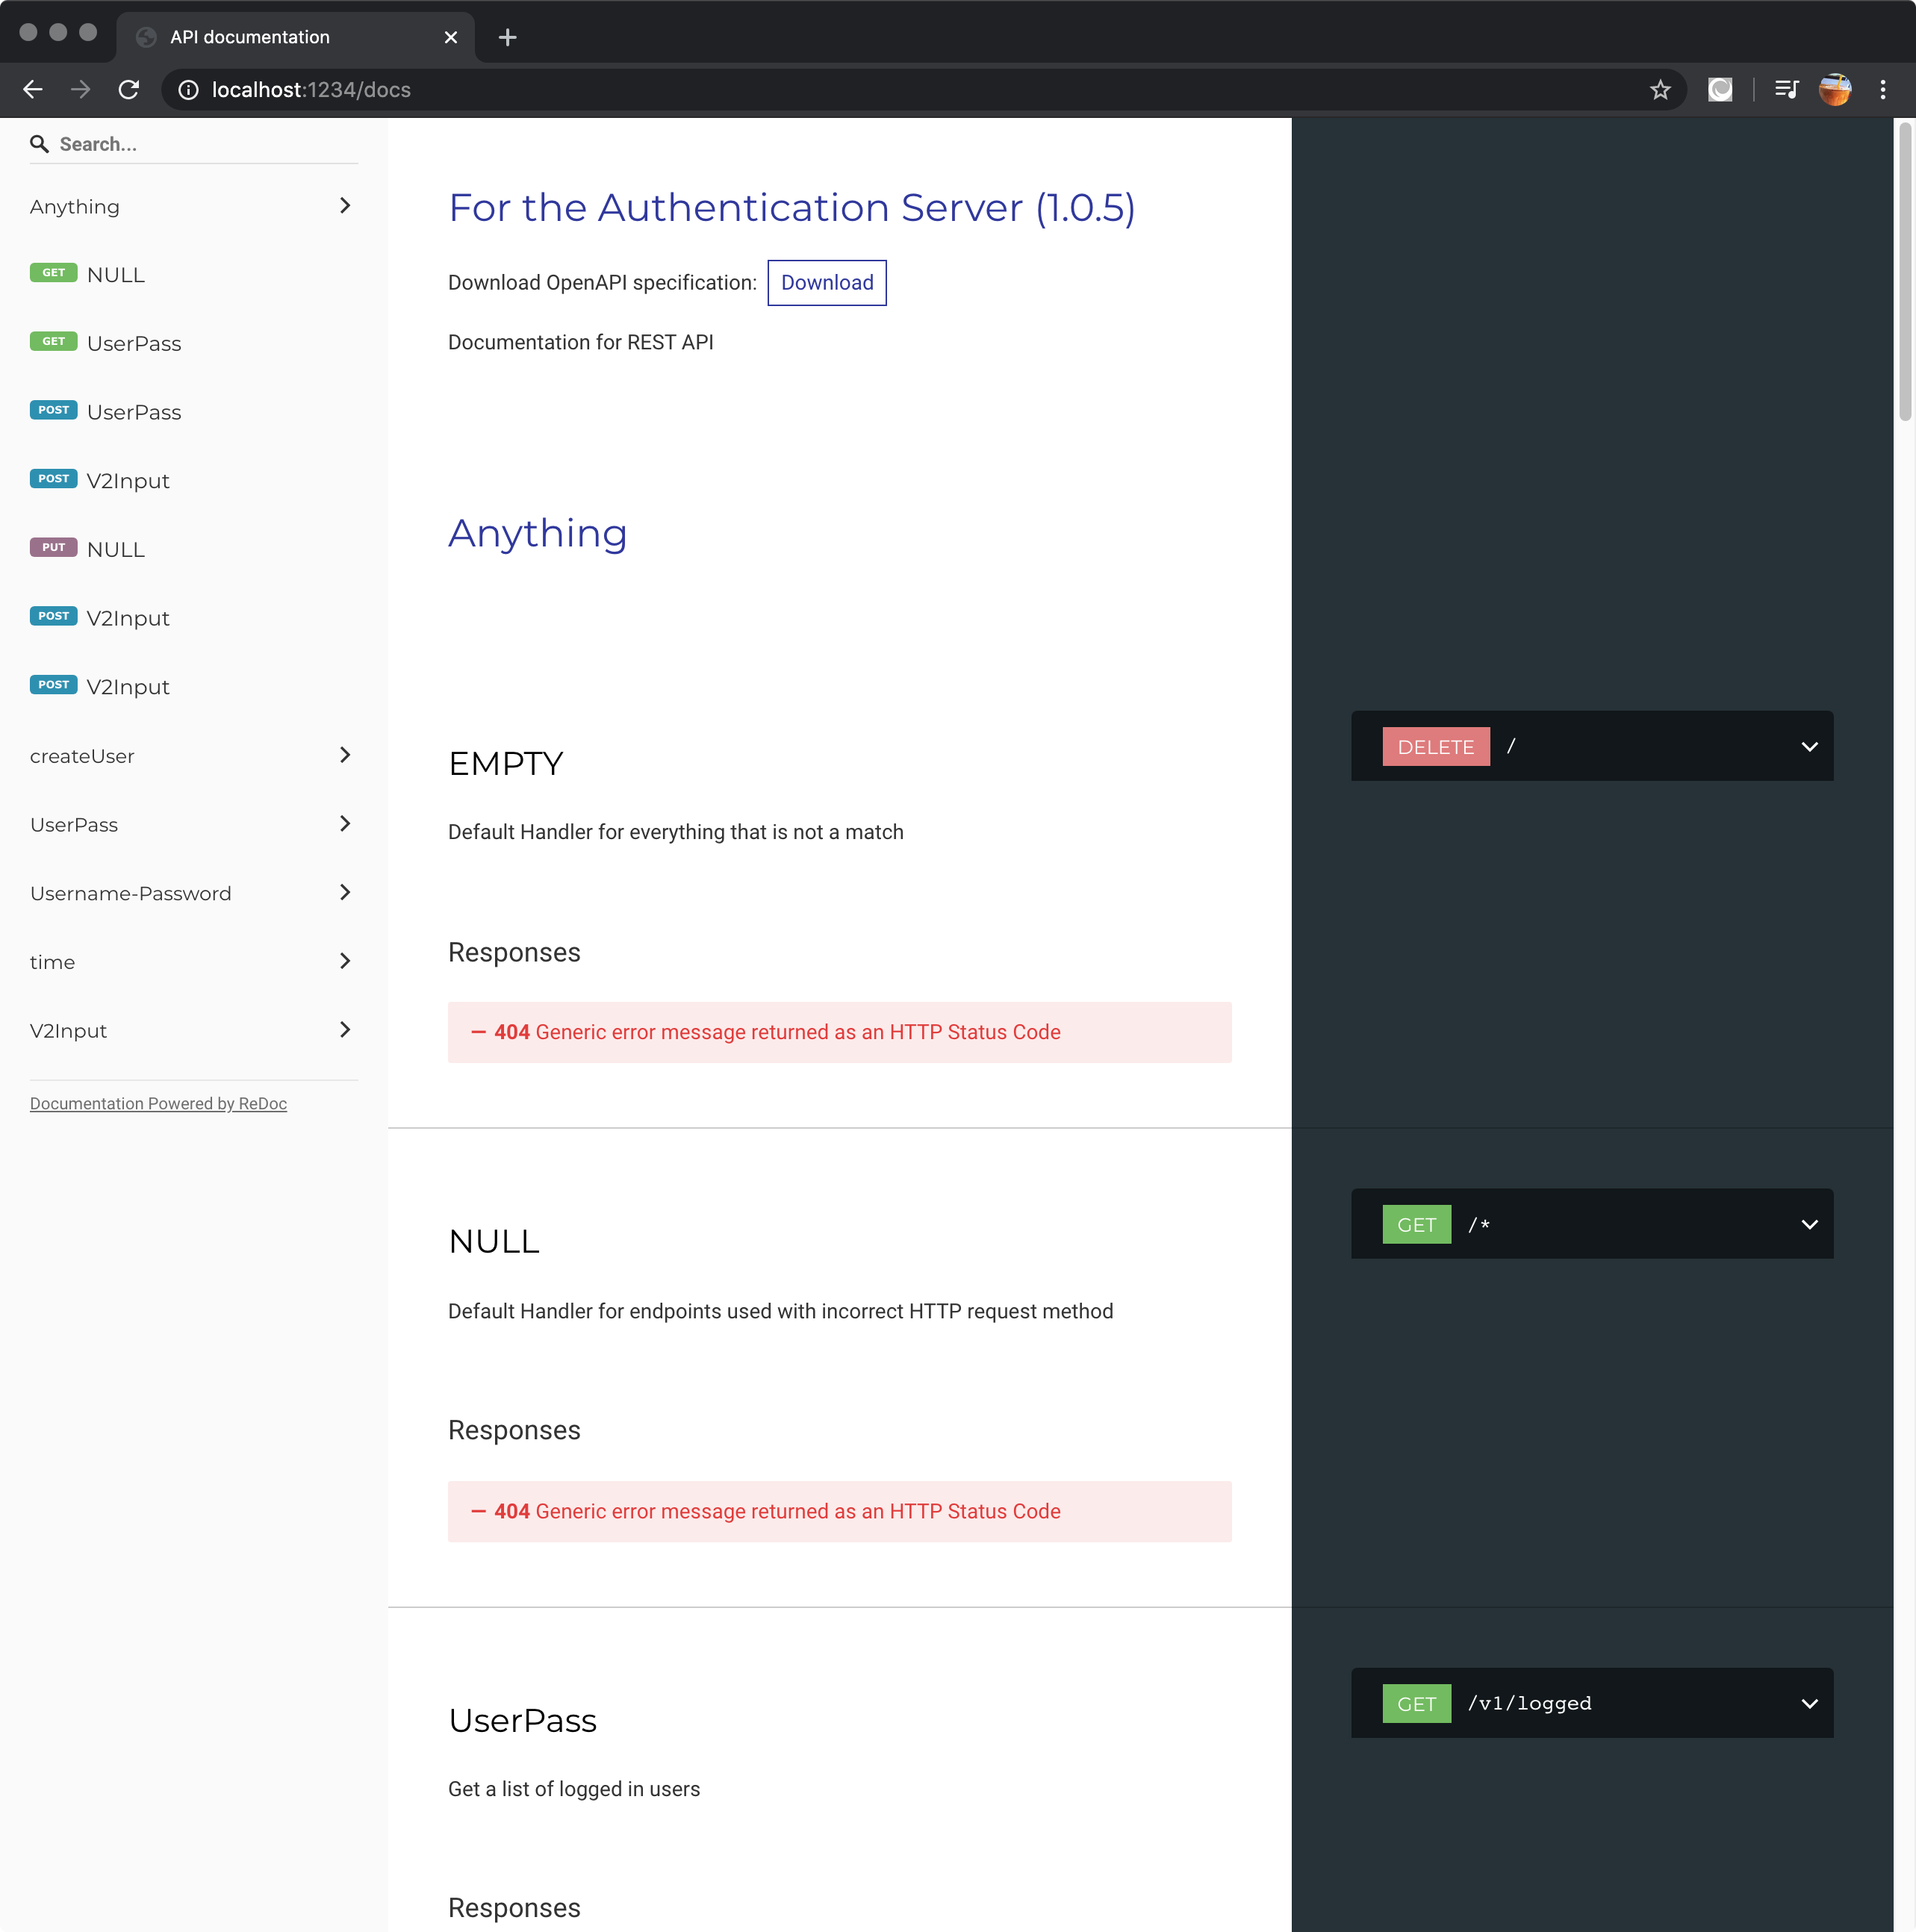 API documentation
localhost:1234/docs
Search...
Anything
GET NULL
GET UserPass
POST UserPass
POST V2Input
PUT NULL
POST V2Input
POST V2Input
createUser
UserPass
Username-Password
time
V2Input
Documentation Powered by ReDoc
For the Authentication Server (1.0.5)
Download OpenAPI specification: Download
Documentation for REST API
Anything
EMPTY
DELETE /
Default Handler for everything that is not a match
Responses
— 404 Generic error message returned as an HTTP Status Code
NULL
GET /*
Default Handler for endpoints used with incorrect HTTP request method
Responses
— 404 Generic error message returned as an HTTP Status Code
UserPass
GET /v1/logged
Get a list of logged in users
Responses